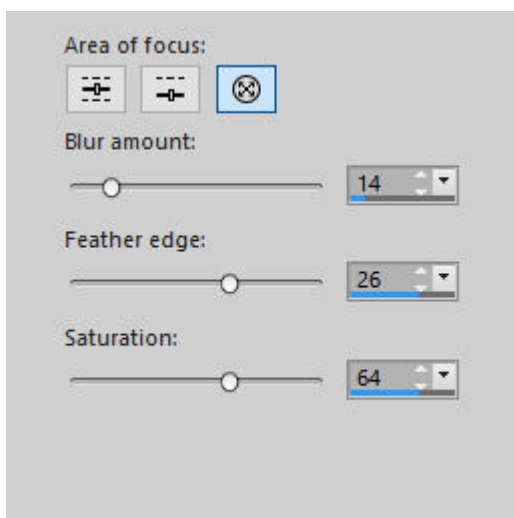 Area of focus:
Blur amount:
14
Feather edge:
26
Saturation:
64